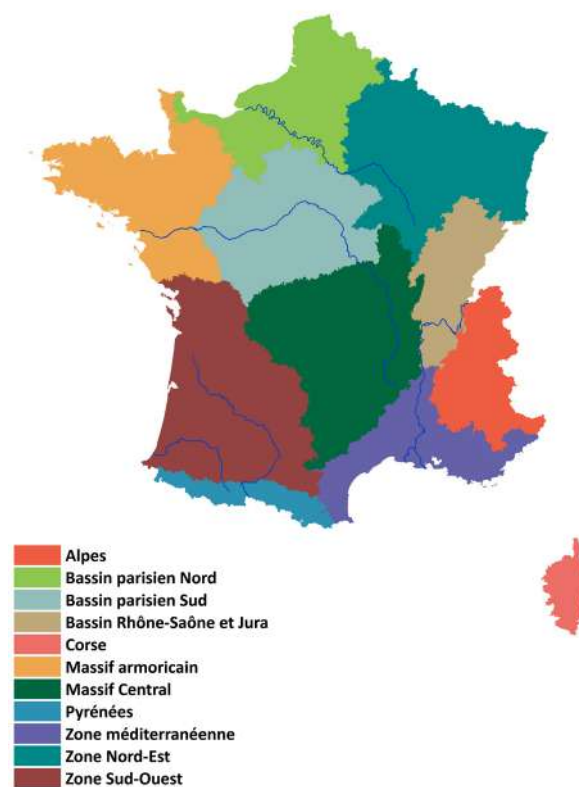 Alpes
Bassin parisien Nord
Bassin parisien Sud
Bassin Rhône-Saône et Jura
Corse
Massif armoricain
Massif Central
Pyrénées
Zone méditerranéenne
Zone Nord-Est
Zone Sud-Ouest